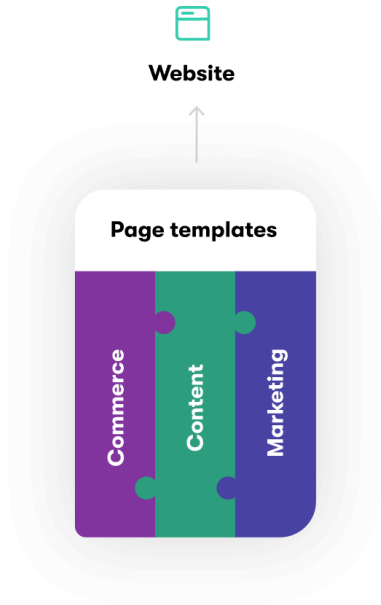 Website
Page templates
Commerce
Content
Marketing